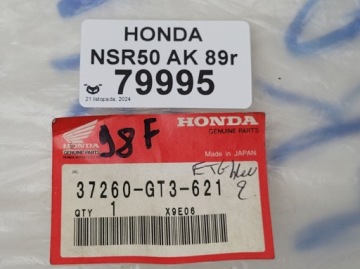 HONDA
NSR50 AK 89r
79995
21 listopada, 2024
HONDA
GENUINE PARTS
98F
HONDA
GENUINE PARTS
Made in JAPAN
37260-GT3-621
QTY 1 X9E06